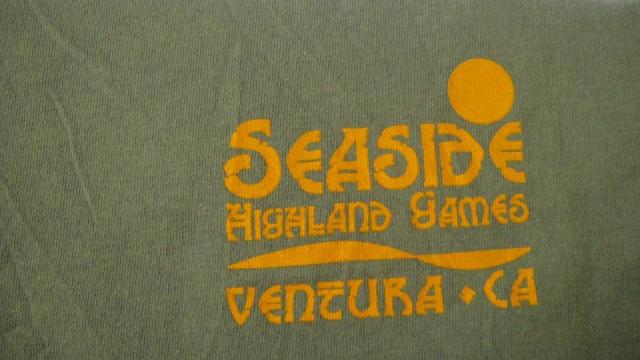 SEASIDE
HIGHLAND GAMES
VENTURA • CA